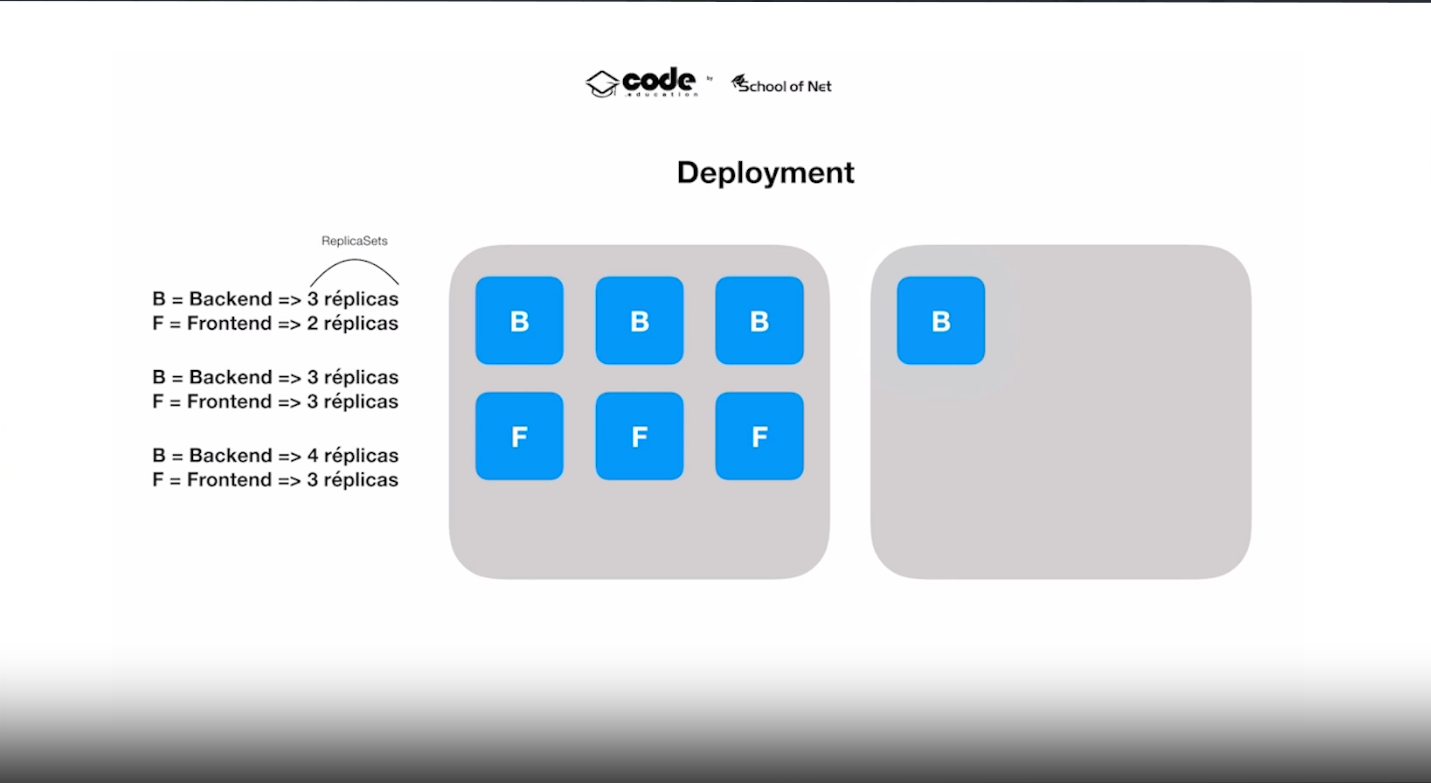 code by School of Net
.education
Deployment
ReplicaSets
B = Backend => 3 réplicas
F = Frontend => 2 réplicas
B = Backend => 3 réplicas
F = Frontend => 3 réplicas
B = Backend => 4 réplicas
F = Frontend => 3 réplicas
B B B
F F F
B